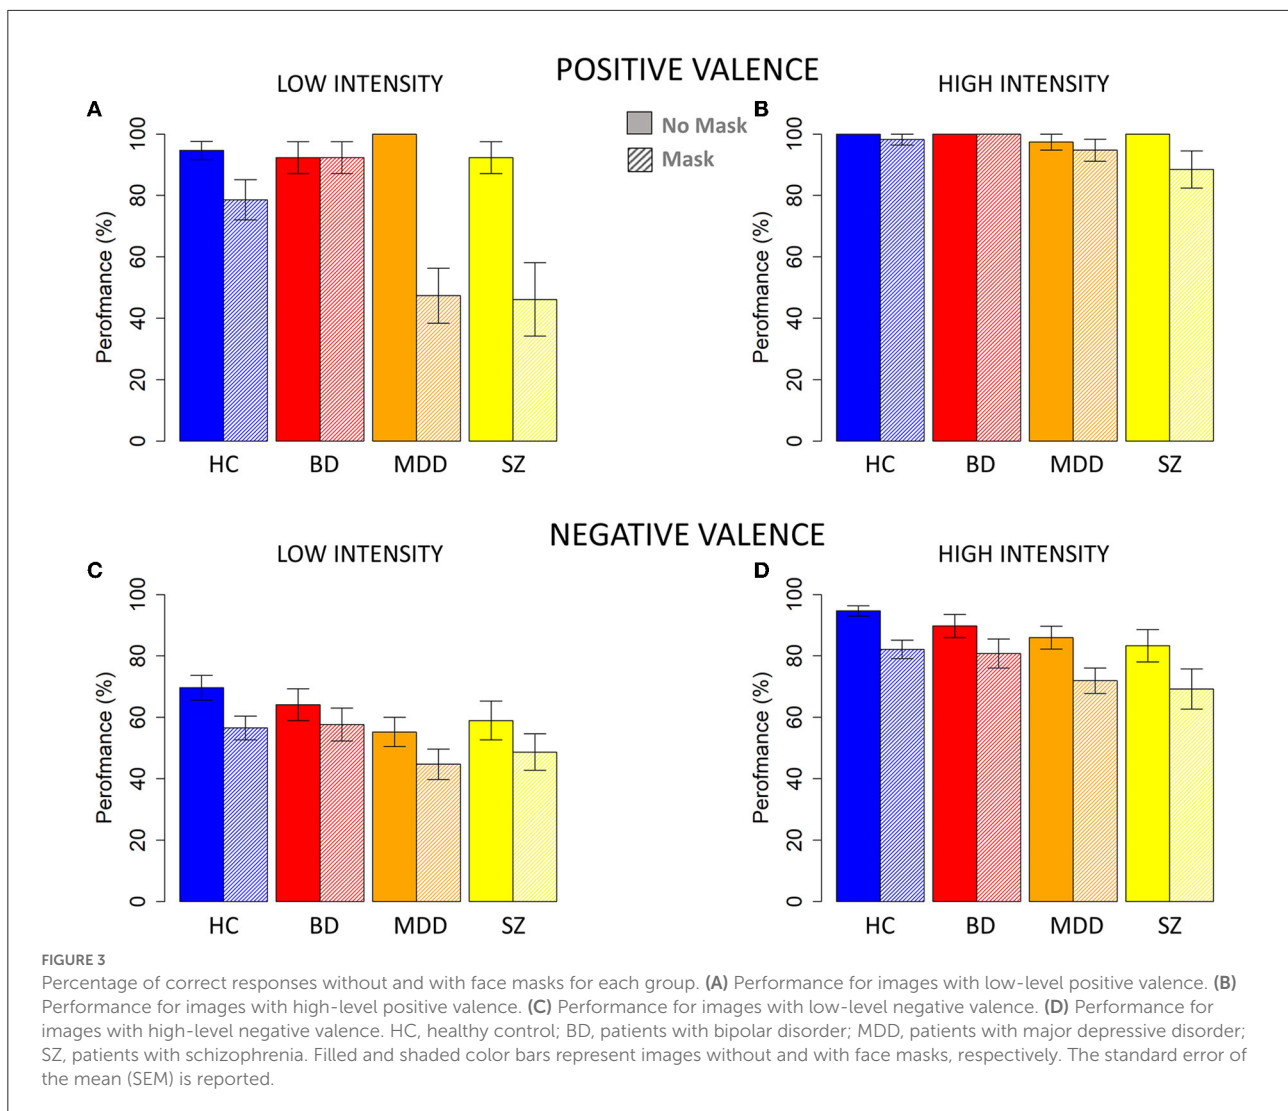 POSITIVE VALENCE
LOW INTENSITY
HIGH INTENSITY
A
B
No Mask
Mask
Perofmance (%)
0
20
40
60
80
100
HC
BD
MDD
SZ
Perofmance (%)
0
20
40
60
80
100
HC
BD
MDD
SZ
NEGATIVE VALENCE
LOW INTENSITY
HIGH INTENSITY
C
D
Perofmance (%)
0
20
40
60
80
100
HC
BD
MDD
SZ
Perofmance (%)
0
20
40
60
80
100
HC
BD
MDD
SZ
FIGURE 3
Percentage of correct responses without and with face masks for each group. (A) Performance for images with low-level positive valence. (B)
Performance for images with high-level positive valence. (C) Performance for images with low-level negative valence. (D) Performance for
images with high-level negative valence. HC, healthy control; BD, patients with bipolar disorder; MDD, patients with major depressive disorder;
SZ, patients with schizophrenia. Filled and shaded color bars represent images without and with face masks, respectively. The standard error of
the mean (SEM) is reported.